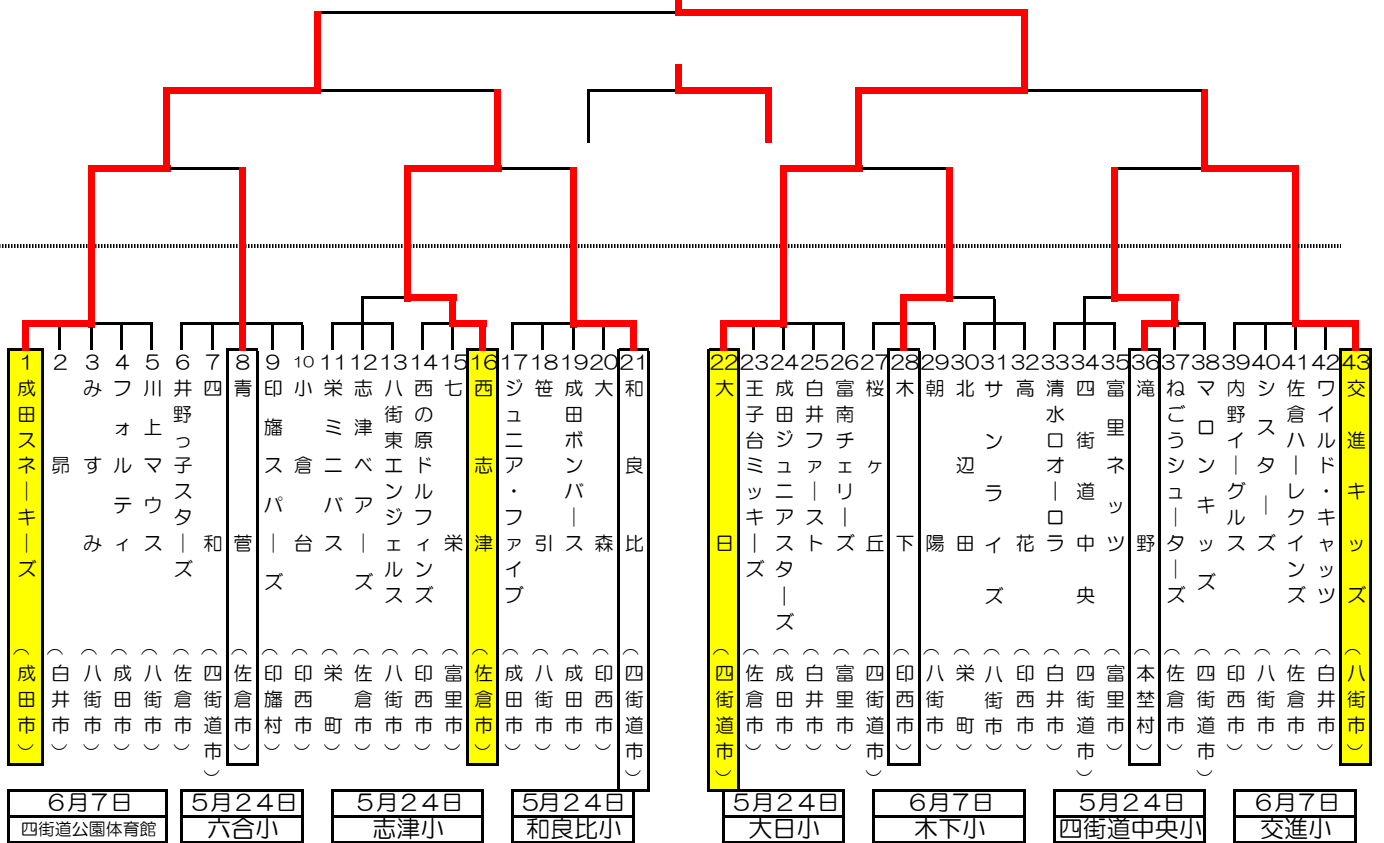 1 成田スネーキーズ (成田市)
2 昴 (白井市)
3 みすみ (八街市)
4 フォルティ (成田市)
5 川上マウス (八街市)
6 井野っ子スターズ (佐倉市)
7 四和 (四街道市)
8 青菅 (佐倉市)
9 印旛スパーズ (印旛村)
10 小倉台 (印西市)
11 栄ミニバス (栄町)
12 志津ベアーズ (佐倉市)
13 八街東エンジェルス (八街市)
14 西の原ドルフィンズ (印西市)
15 七栄 (富里市)
16 西志津 (佐倉市)
17 ジュニア・ファイブ (成田市)
18 笹引 (八街市)
19 成田ボンバース (成田市)
20 大森 (印西市)
21 和良比 (四街道市)
22 大日 (四街道市)
23 王子台ミッキーズ (佐倉市)
24 成田ジュニアスターズ (成田市)
25 白井ファースト (白井市)
26 富南チェリーズ (富里市)
27 桜ヶ丘 (四街道市)
28 木下 (印西市)
29 朝陽 (八街市)
30 北辺田 (栄町)
31 サンライズ (八街市)
32 高花 (印西市)
33 清水口オーロラ (白井市)
34 四街道中央 (四街道市)
35 富里ネッツ (富里市)
36 滝野 (本埜村)
37 ねごうシューターズ (佐倉市)
38 マロンキッズ (四街道市)
39 内野イーグルス (印西市)
40 シスターズ (八街市)
41 佐倉ハーレクインズ (佐倉市)
42 ワイルド・キャッツ (白井市)
43 交進キッズ (八街市)
6月7日
四街道公園体育館
5月24日
六合小
5月24日
志津小
5月24日
和良比小
5月24日
大日小
6月7日
木下小
5月24日
四街道中央小
6月7日
交進小